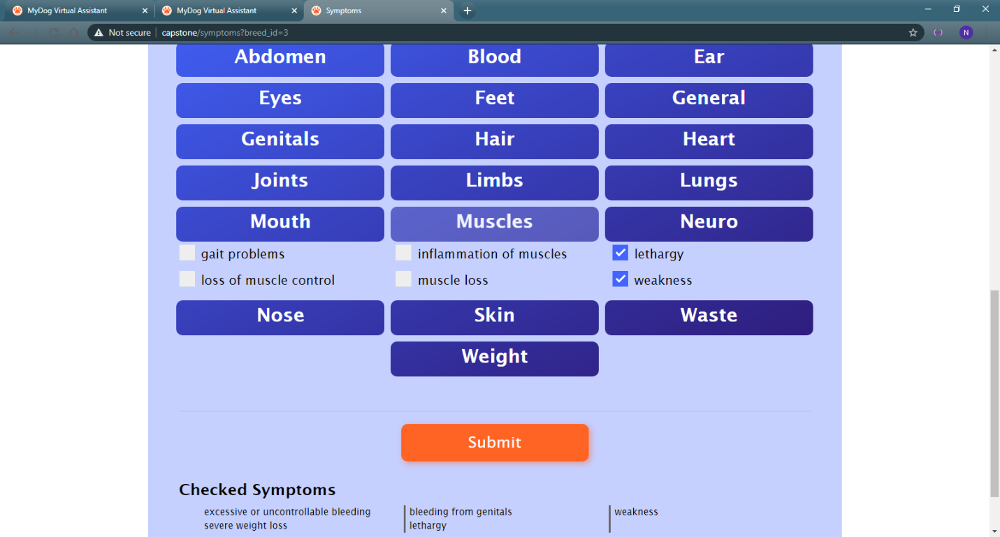 MyDog Virtual Assistant
MyDog Virtual Assistant
Symptoms
Not secure
capstone/symptoms?breed_id=3
N
Abdomen
Blood
Ear
Eyes
Feet
General
Genitals
Hair
Heart
Joints
Limbs
Lungs
Mouth
Muscles
Neuro
gait problems
inflammation of muscles
lethargy
loss of muscle control
muscle loss
weakness
Nose
Skin
Waste
Weight
Submit
Checked Symptoms
excessive or uncontrollable bleeding
severe weight loss
bleeding from genitals
lethargy
weakness